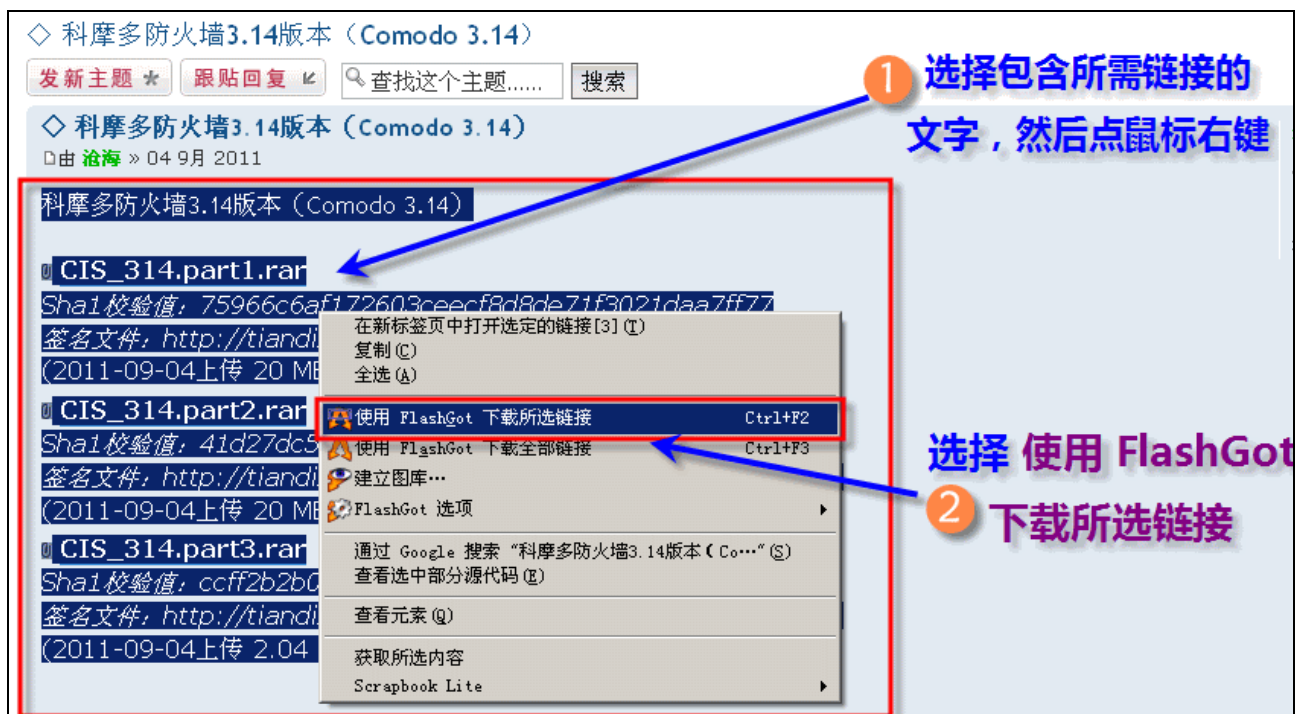 ◇ 科摩多防火墙3.14版本（Comodo 3.14）
发新主题 跟贴回复 查找这个主题…… 搜索
1 选择包含所需链接的
文字，然后点鼠标右键
◇ 科摩多防火墙3.14版本（Comodo 3.14）
由 沧海 » 04 9月 2011
科摩多防火墙3.14版本（Comodo 3.14）
CIS_314.part1.rar
Sha1校验值：75966c6af172603ceecf8d8de71f3021daa7ff77
签名文件：http://tiandi
(2011-09-04上传 20 MB
CIS_314.part2.rar
Sha1校验值：41d27dc5
签名文件：http://tiandi
(2011-09-04上传 20 MB
CIS_314.part3.rar
Sha1校验值：ccff2b2b0
签名文件：http://tiandi
(2011-09-04上传 2.04
在新标签页中打开选定的链接[3](T)
复制(C)
全选(A)
使用 FlashGot 下载所选链接 Ctrl+F2
使用 FlashGot 下载全部链接 Ctrl+F3
建立图库…
FlashGot 选项
通过 Google 搜索 “科摩多防火墙3.14版本（Co…”(S)
查看选中部分源代码(E)
查看元素(Q)
获取所选内容
Scrapbook Lite
选择 使用 FlashGot
2 下载所选链接